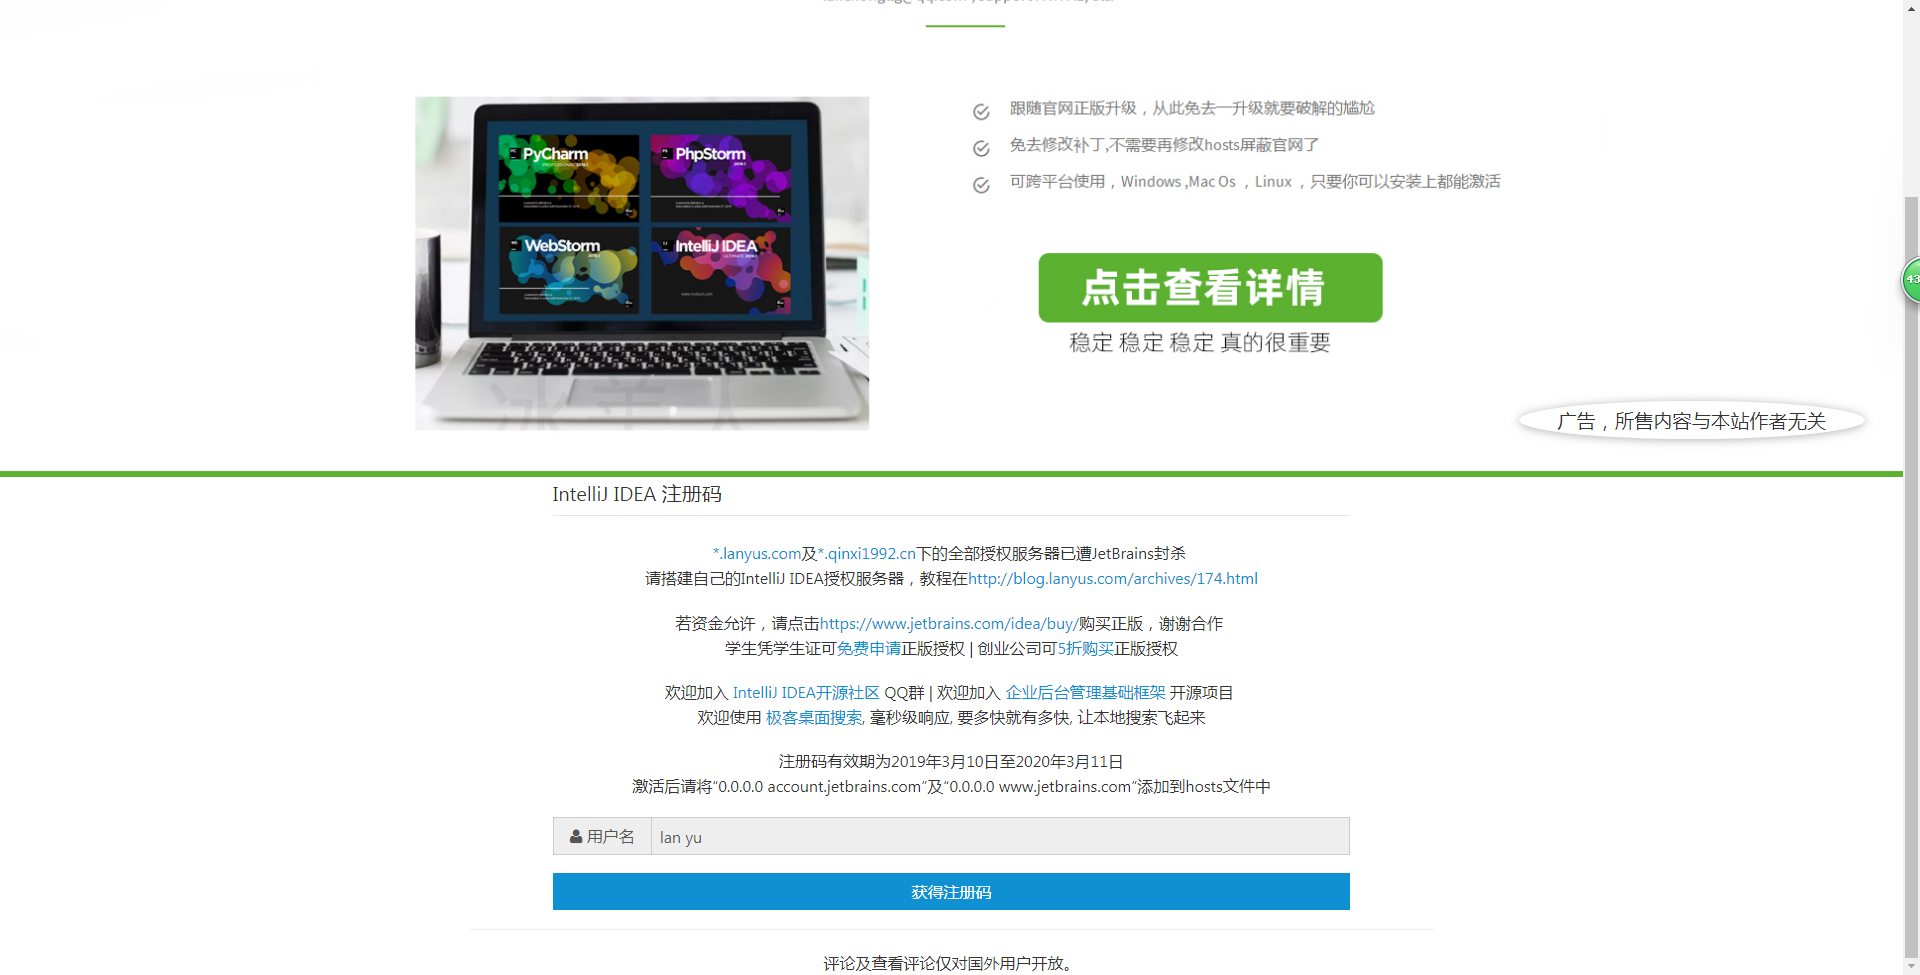 跟随官网正版升级，从此免去一升级就要破解的尴尬
免去修改补丁,不需要再修改hosts屏蔽官网了
可跨平台使用，Windows ,Mac Os ，Linux ，只要你可以安装上都能激活
PyCharm
PhpStorm
WebStorm
IntelliJ IDEA
点击查看详情
稳定 稳定 稳定 真的很重要
43
广告，所售内容与本站作者无关
IntelliJ IDEA 注册码
*.lanyus.com及*.qinxi1992.cn下的全部授权服务器已遭JetBrains封杀
请搭建自己的IntelliJ IDEA授权服务器，教程在http://blog.lanyus.com/archives/174.html
若资金允许，请点击https://www.jetbrains.com/idea/buy/购买正版，谢谢合作
学生凭学生证可免费申请正版授权 | 创业公司可5折购买正版授权
欢迎加入 IntelliJ IDEA开源社区 QQ群 | 欢迎加入 企业后台管理基础框架 开源项目
欢迎使用 极客桌面搜索, 毫秒级响应, 要多快就有多快, 让本地搜索飞起来
注册码有效期为2019年3月10日至2020年3月11日
激活后请将“0.0.0.0 account.jetbrains.com”及“0.0.0.0 www.jetbrains.com”添加到hosts文件中
用户名 lan yu
获得注册码
评论及查看评论仅对国外用户开放。